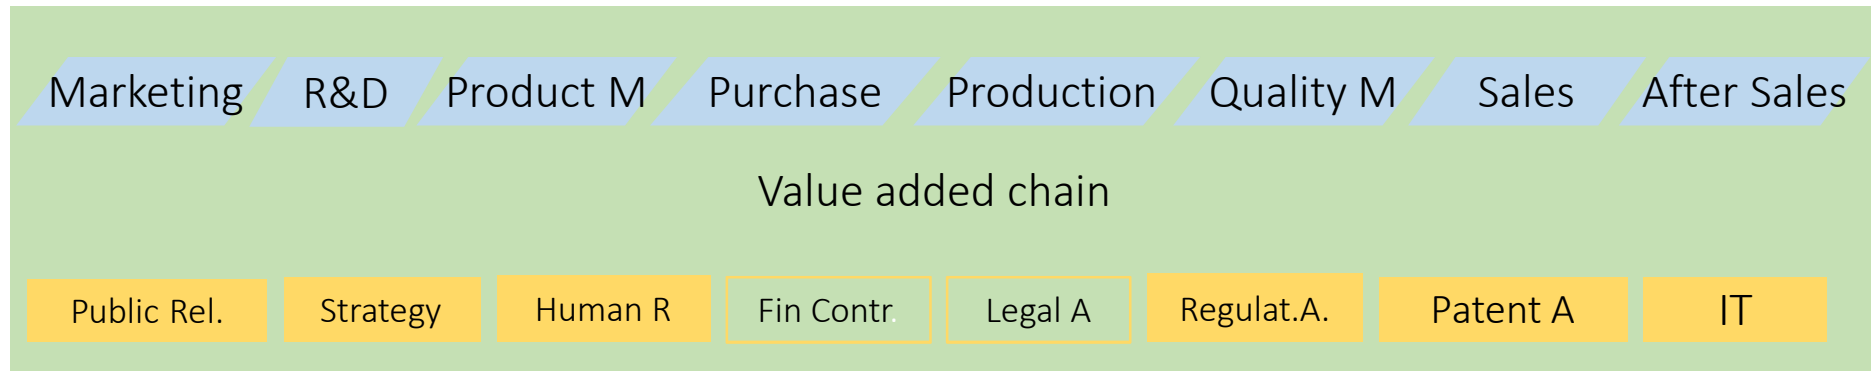 Marketing R&D Product M Purchase Production Quality M Sales After Sales
Value added chain
Public Rel. Strategy Human R Fin Contr. Legal A Regulat.A. Patent A IT